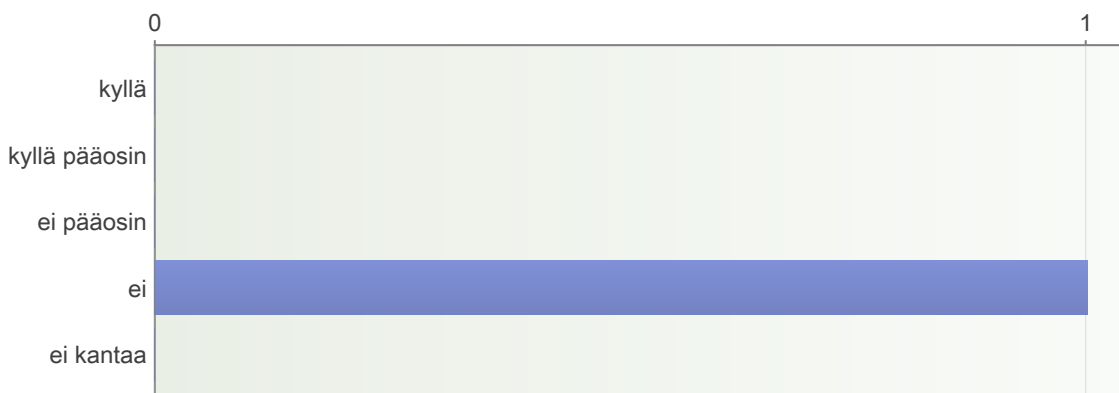 0 1
kyllä
kyllä pääosin
ei pääosin
ei
ei kantaa